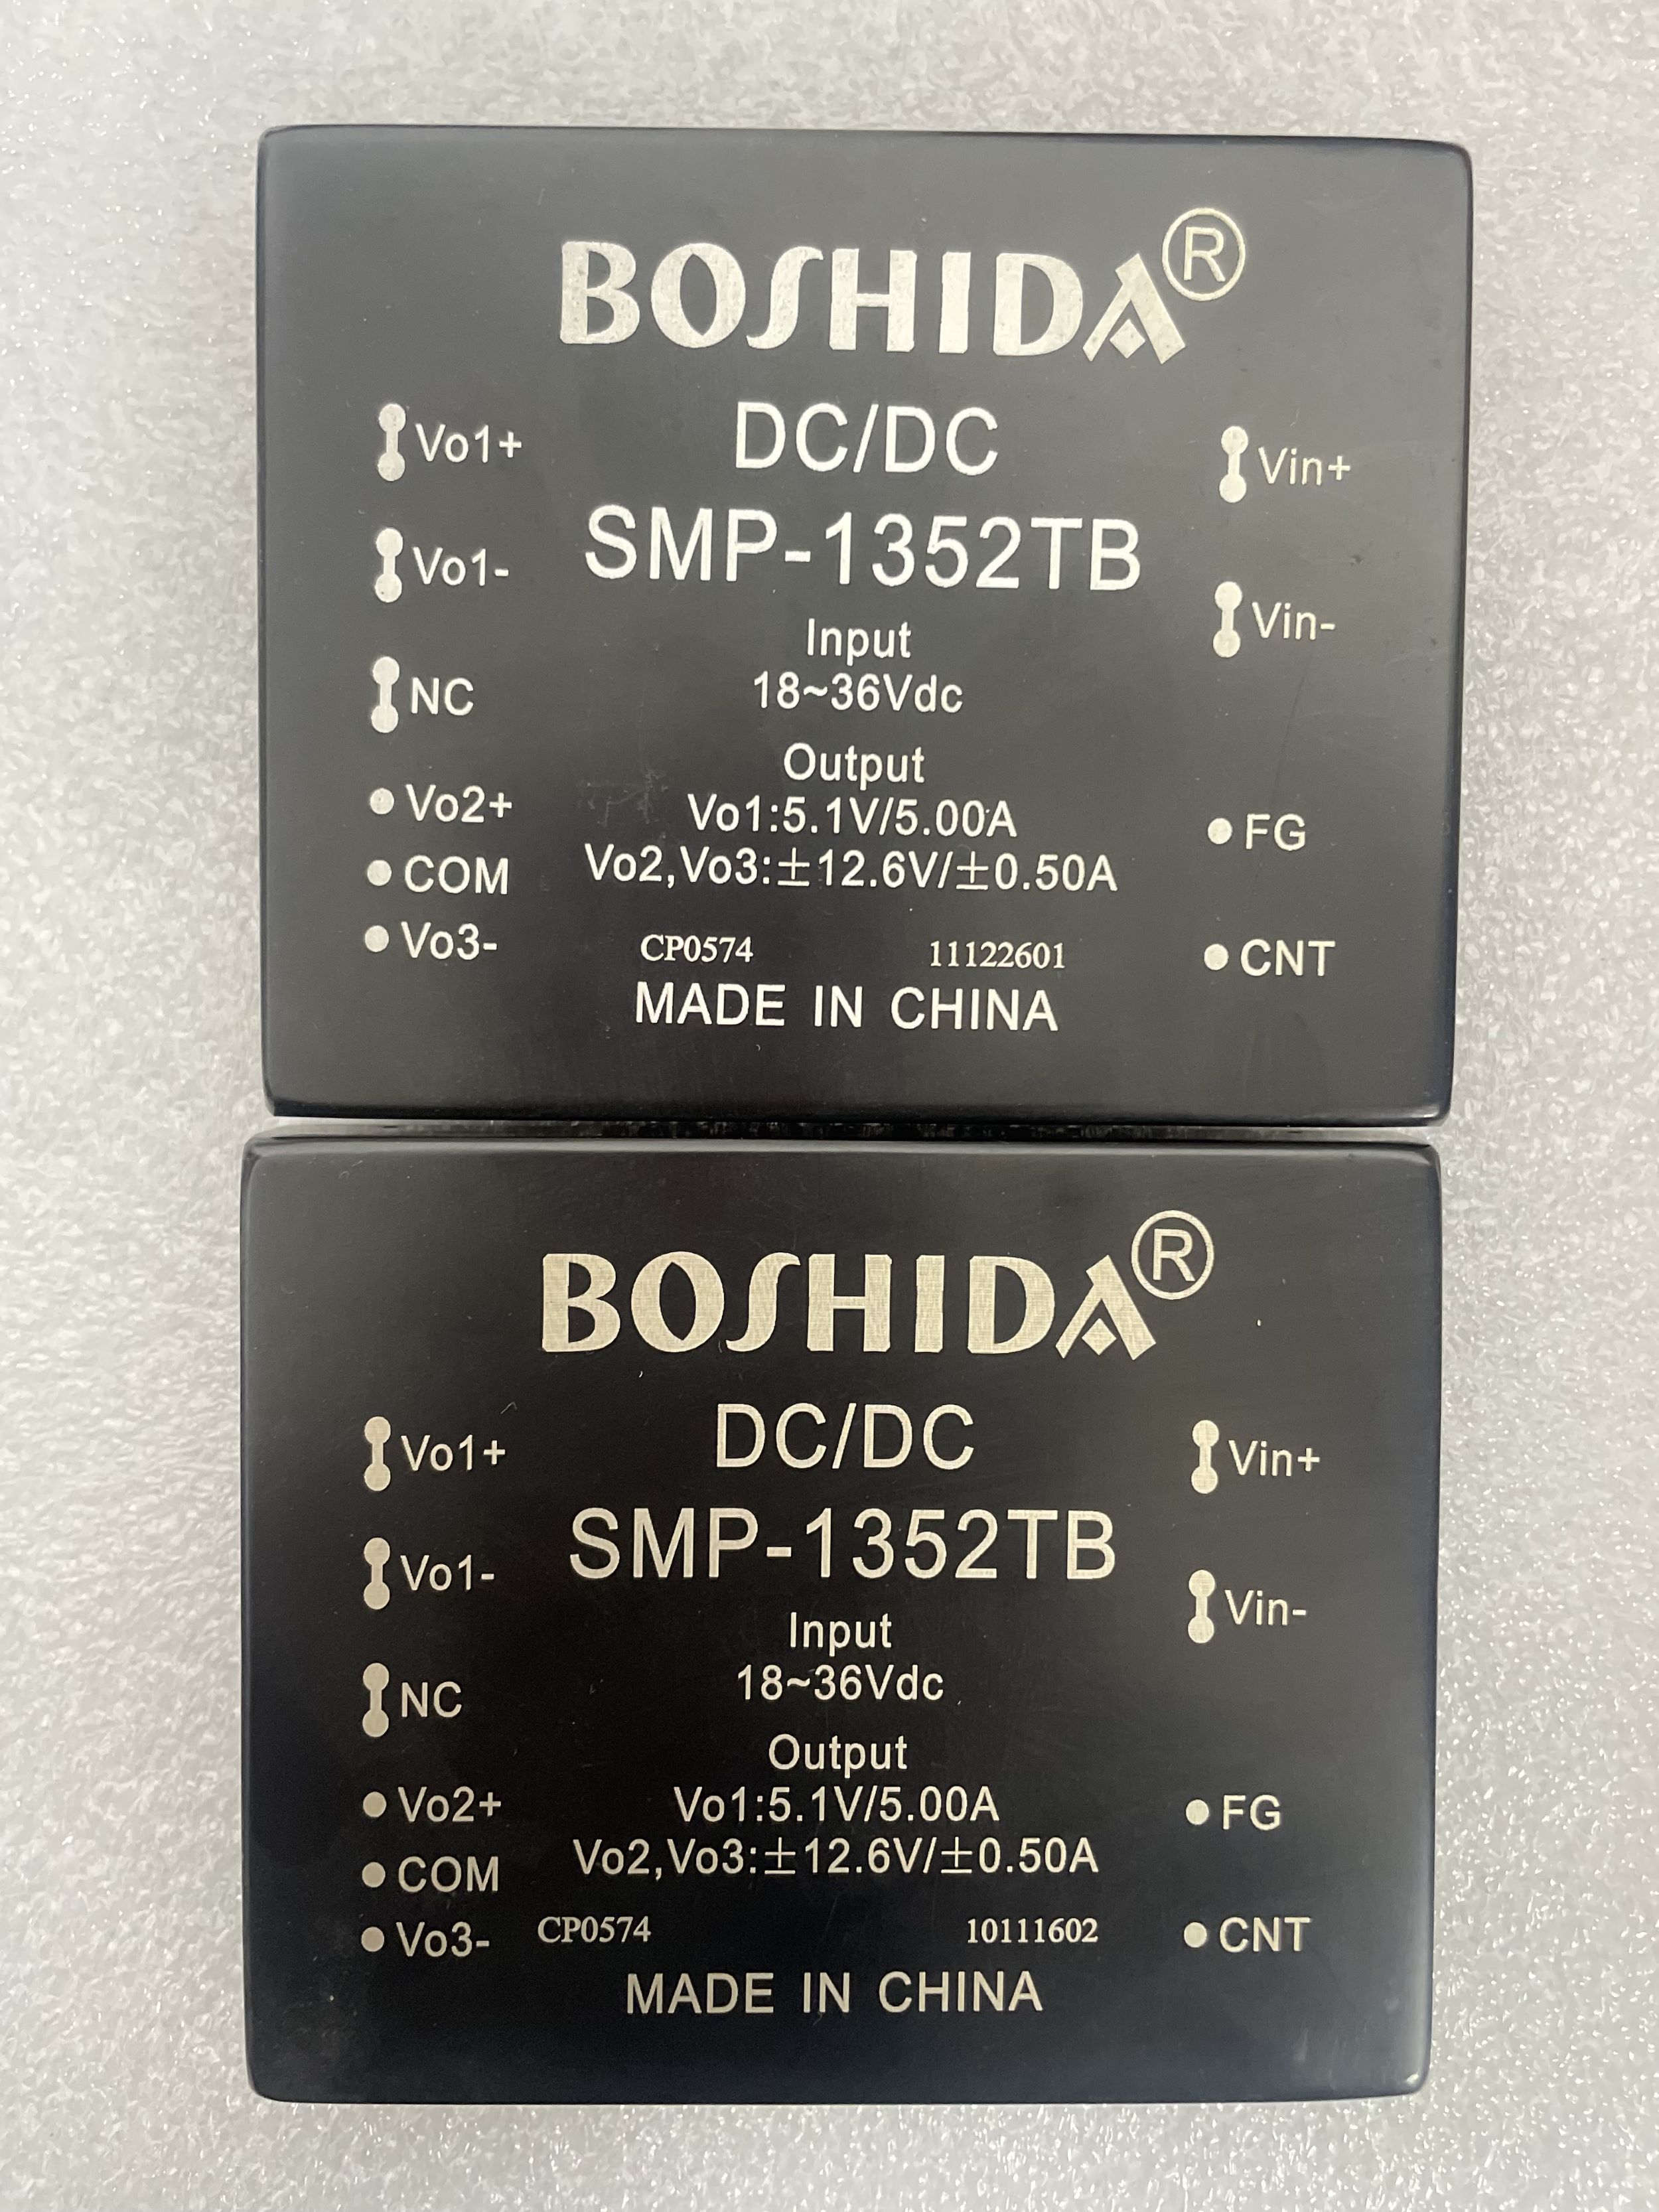 BOSHIDA®
DC/DC
Vo1+
Vin+
SMP-1352TB
Vo1-
Vin-
Input
NC
18~36Vdc
Output
Vo2+
Vo1:5.1V/5.00A
FG
COM
Vo2,Vo3:±12.6V/±0.50A
Vo3-
CP0574 11122601
CNT
MADE IN CHINA
BOSHIDA®
DC/DC
Vo1+
Vin+
SMP-1352TB
Vo1-
Vin-
Input
NC
18~36Vdc
Output
Vo2+
Vo1:5.1V/5.00A
FG
COM
Vo2,Vo3:±12.6V/±0.50A
Vo3-
CP0574 10111602
CNT
MADE IN CHINA